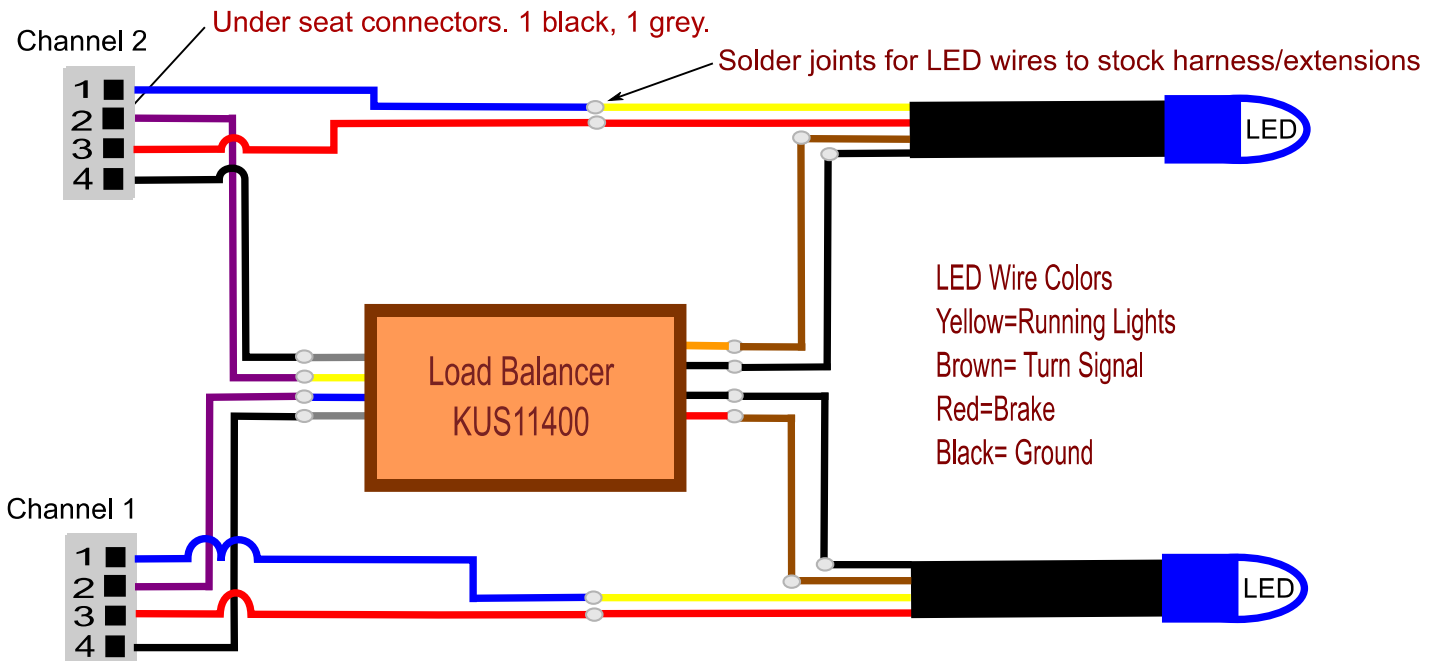 Under seat connectors. 1 black, 1 grey.
Channel 2
Solder joints for LED wires to stock harness/extensions
1
2
3
4
LED
LED Wire Colors
Yellow=Running Lights
Brown= Turn Signal
Red=Brake
Black= Ground
Load Balancer
KUS11400
Channel 1
1
2
3
4
LED